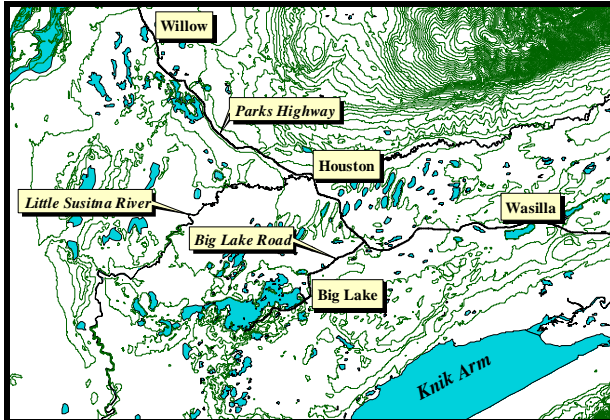 Willow
Parks Highway
Houston
Little Susitna River
Wasilla
Big Lake Road
Big Lake
Knik Arm